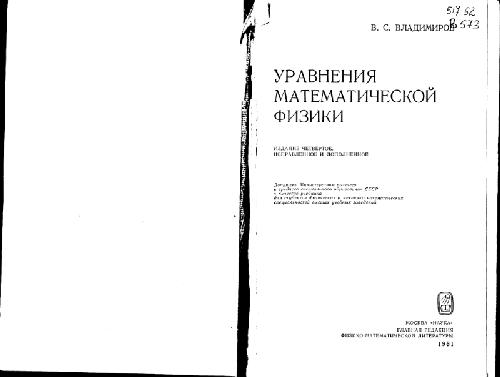 517 52
В 573
В. С. ВЛАДИМИРОВ
УРАВНЕНИЯ
МАТЕМАТИЧЕСКОЙ
ФИЗИКИ
ИЗДАНИЕ ЧЕТВЕРТОЕ,
ИСПРАВЛЕННОЕ И ДОПОЛНЕННОЕ
Допущено Министерством высшего
и среднего специального образования СССР
в качестве учебника
для студентов физических и механико-математических
специальностей высших учебных заведений
МОСКВА «НАУКА»
ГЛАВНАЯ РЕДАКЦИЯ
ФИЗИКО-МАТЕМАТИЧЕСКОЙ ЛИТЕРАТУРЫ
1981